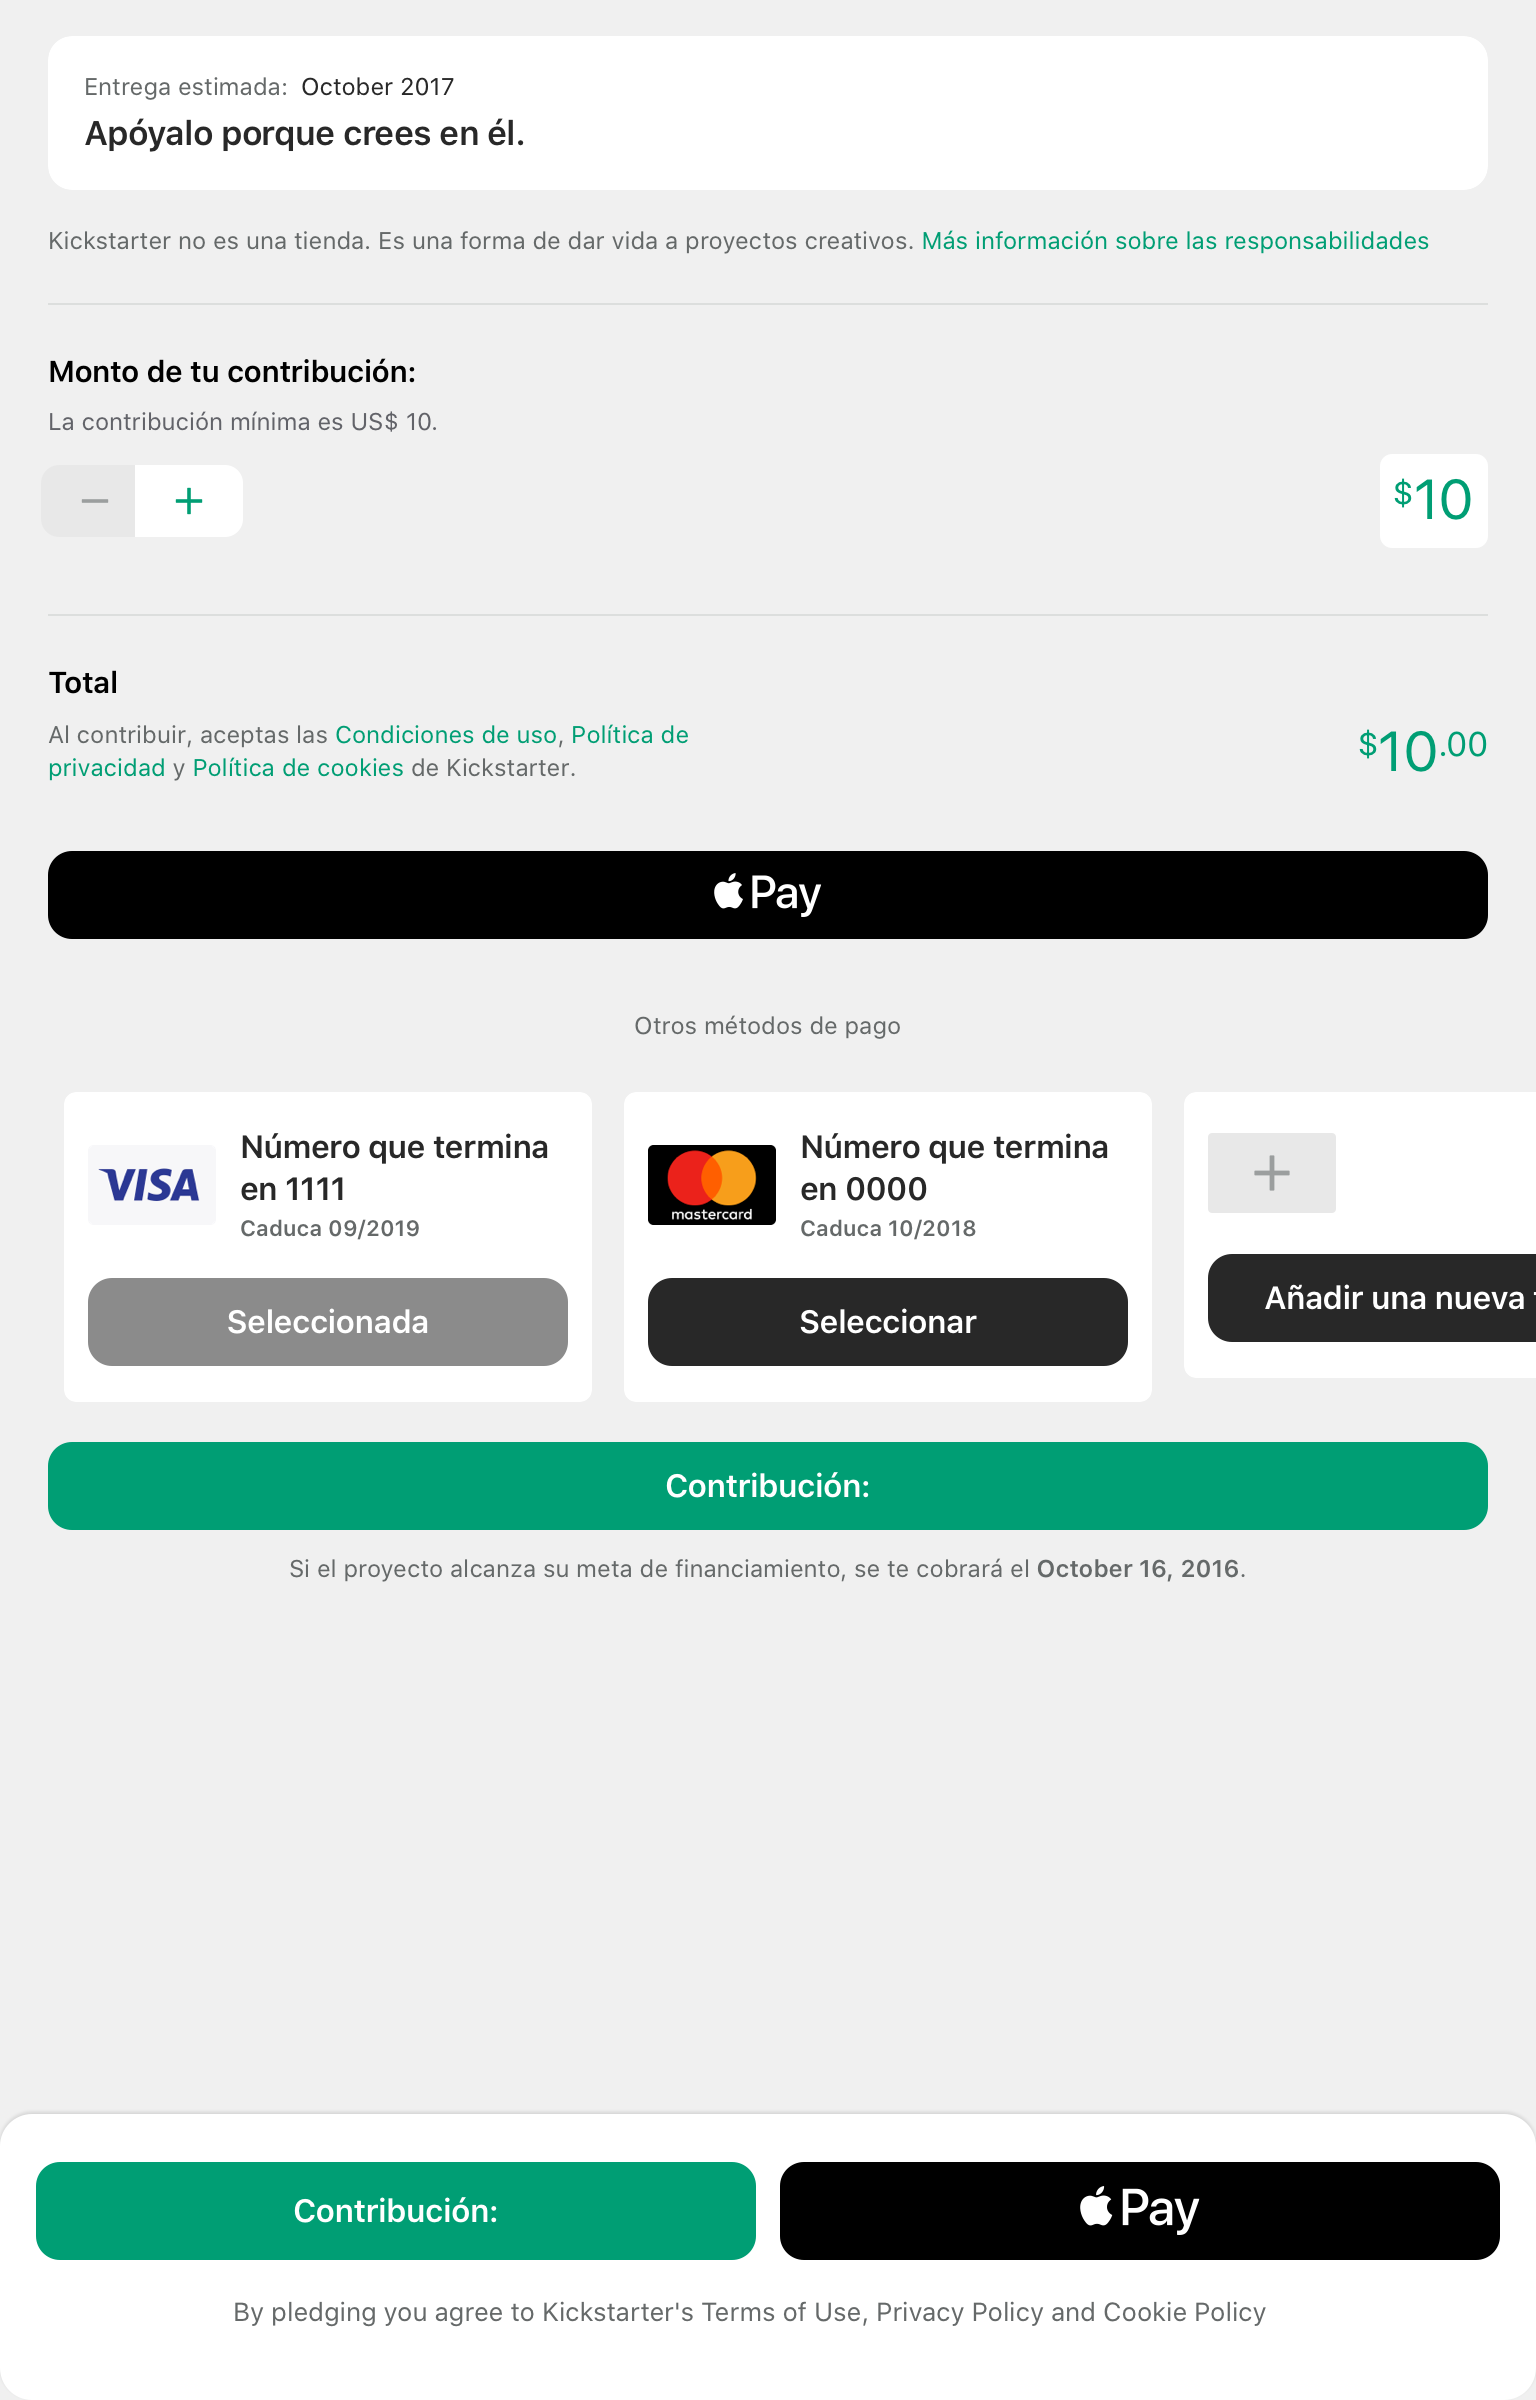 Entrega estimada: October 2017
Apóyalo porque crees en él.
Kickstarter no es una tienda. Es una forma de dar vida a proyectos creativos. Más información sobre las responsabilidades
Monto de tu contribución:
La contribución mínima es US$ 10.
$10
Total
Al contribuir, aceptas las Condiciones de uso, Política de
privacidad y Política de cookies de Kickstarter.
$10.00
Pay
Otros métodos de pago
VISA
Número que termina
en 1111
Caduca 09/2019
Seleccionada
mastercard
Número que termina
en 0000
Caduca 10/2018
Seleccionar
Añadir una nueva
Contribución:
Si el proyecto alcanza su meta de financiamiento, se te cobrará el October 16, 2016.
Contribución:
Pay
By pledging you agree to Kickstarter's Terms of Use, Privacy Policy and Cookie Policy